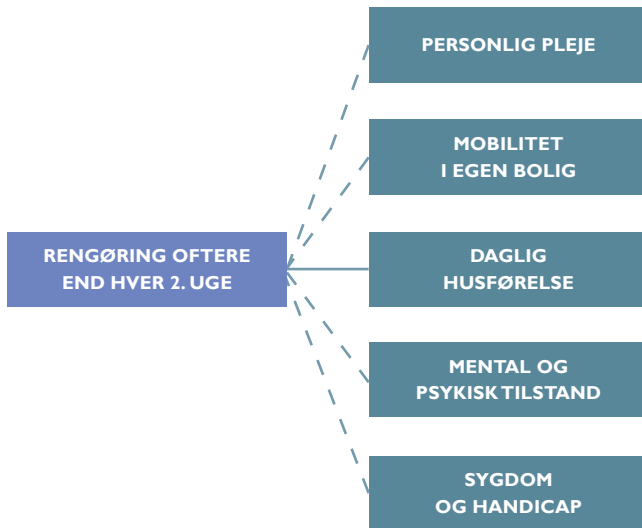 PERSONLIG PLEJE
MOBILITET
I EGEN BOLIG
RENGØRING OFTERE
END HVER 2. UGE
DAGLIG
HUSFØRELSE
MENTAL OG
PSYKISK TILSTAND
SYGDOM
OG HANDICAP